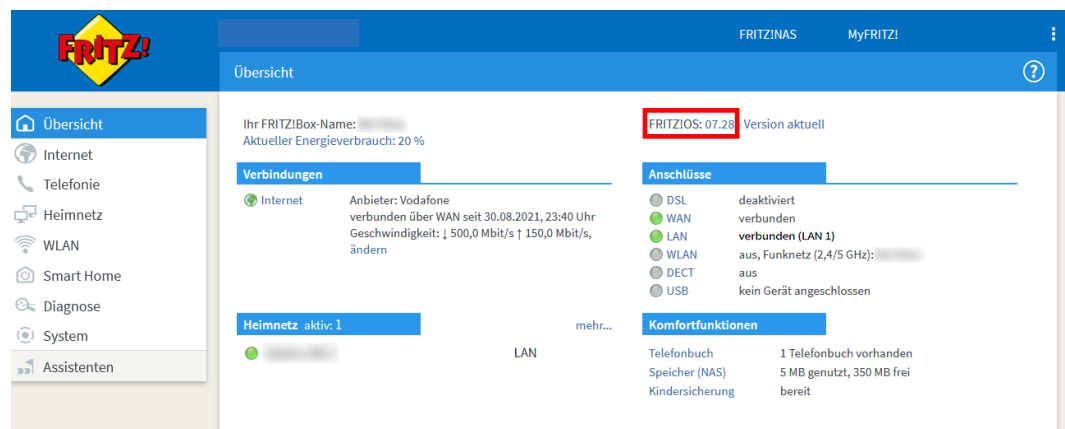 FRITZ!
FRITZ!NAS
MyFRITZ!
Übersicht
?
Übersicht
Internet
Telefonie
Heimnetz
WLAN
Smart Home
Diagnose
System
Assistenten
Ihr FRITZ!Box-Name:
Aktueller Energieverbrauch: 20 %
FRITZ!OS: 07.28 - Version aktuell
Verbindungen
Internet Anbieter: Vodafone
verbunden über WAN seit 30.08.2021, 23:40 Uhr
Geschwindigkeit: ↓ 500,0 Mbit/s ↑ 150,0 Mbit/s,
ändern
Anschlüsse
DSL deaktiviert
WAN verbunden
LAN verbunden (LAN 1)
WLAN aus, Funknetz (2,4/5 GHz):
DECT aus
USB kein Gerät angeschlossen
Heimnetz aktiv: 1 mehr...
LAN
Komfortfunktionen
Telefonbuch 1 Telefonbuch vorhanden
Speicher (NAS) 5 MB genutzt, 350 MB frei
Kindersicherung bereit